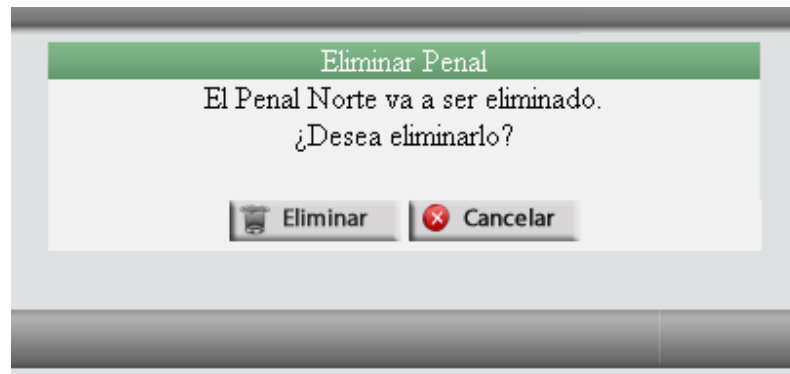 Eliminar Penal
El Penal Norte va a ser eliminado.
¿Desea eliminarlo?
Eliminar Cancelar